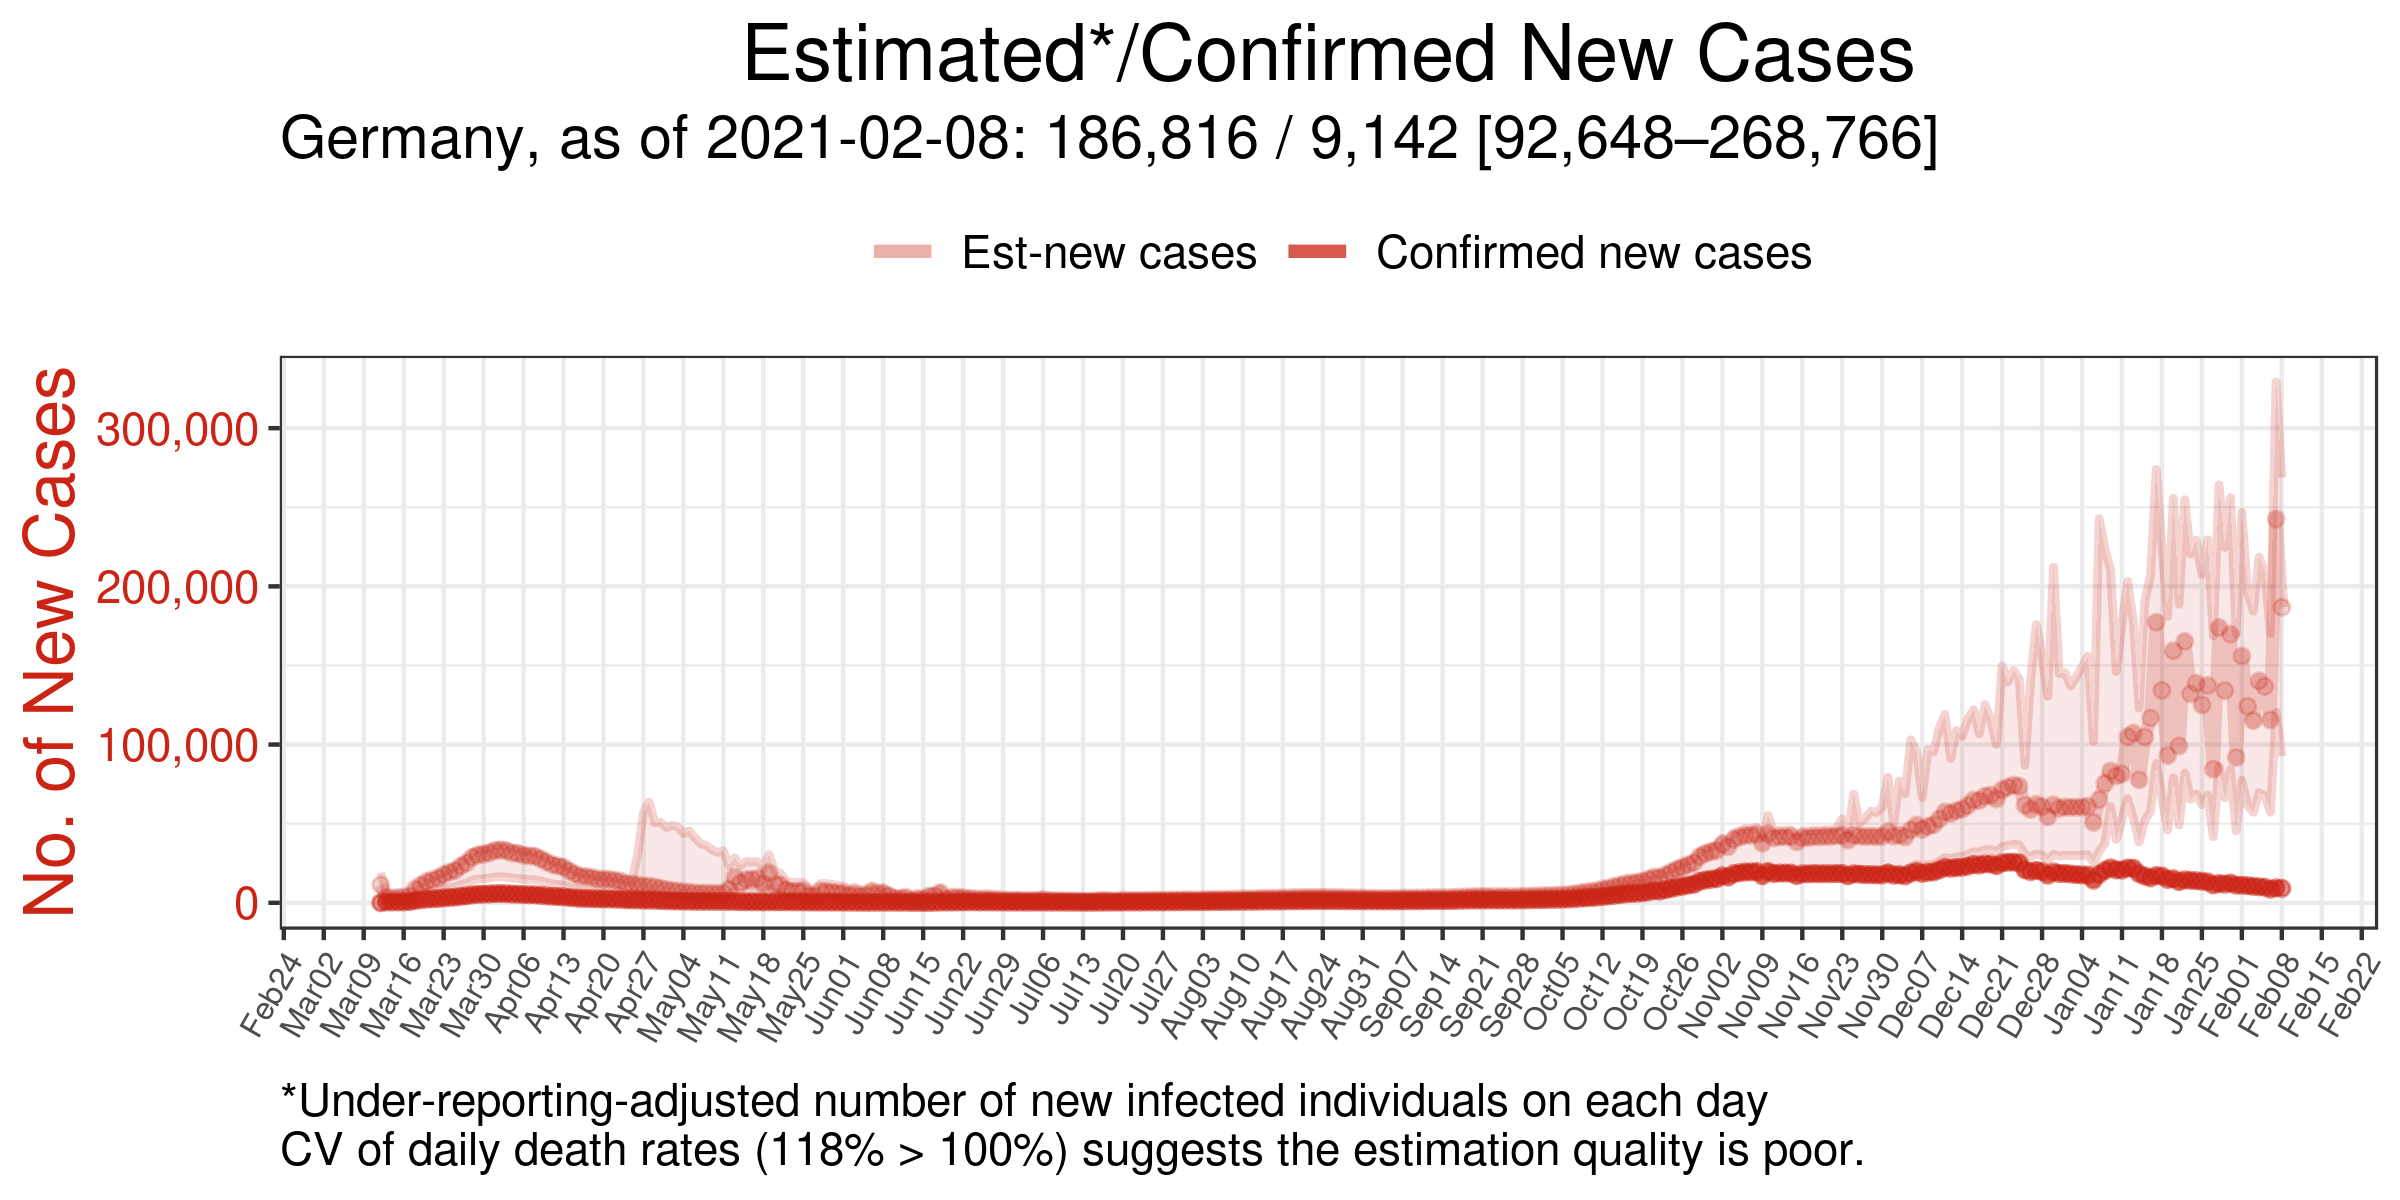 Estimated*/Confirmed New Cases
Germany, as of 2021-02-08: 186,816 / 9,142 [92,648–268,766]
Est-new cases
Confirmed new cases
No. of New Cases
300,000
200,000
100,000
0
Feb24
Mar02
Mar09
Mar16
Mar23
Mar30
Apr06
Apr13
Apr20
Apr27
May04
May11
May18
May25
Jun01
Jun08
Jun15
Jun22
Jun29
Jul06
Jul13
Jul20
Jul27
Aug03
Aug10
Aug17
Aug24
Aug31
Sep07
Sep14
Sep21
Sep28
Oct05
Oct12
Oct19
Oct26
Nov02
Nov09
Nov16
Nov23
Nov30
Dec07
Dec14
Dec21
Dec28
Jan04
Jan11
Jan18
Jan25
Feb01
Feb08
Feb15
Feb22
*Under-reporting-adjusted number of new infected individuals on each day
CV of daily death rates (118% > 100%) suggests the estimation quality is poor.